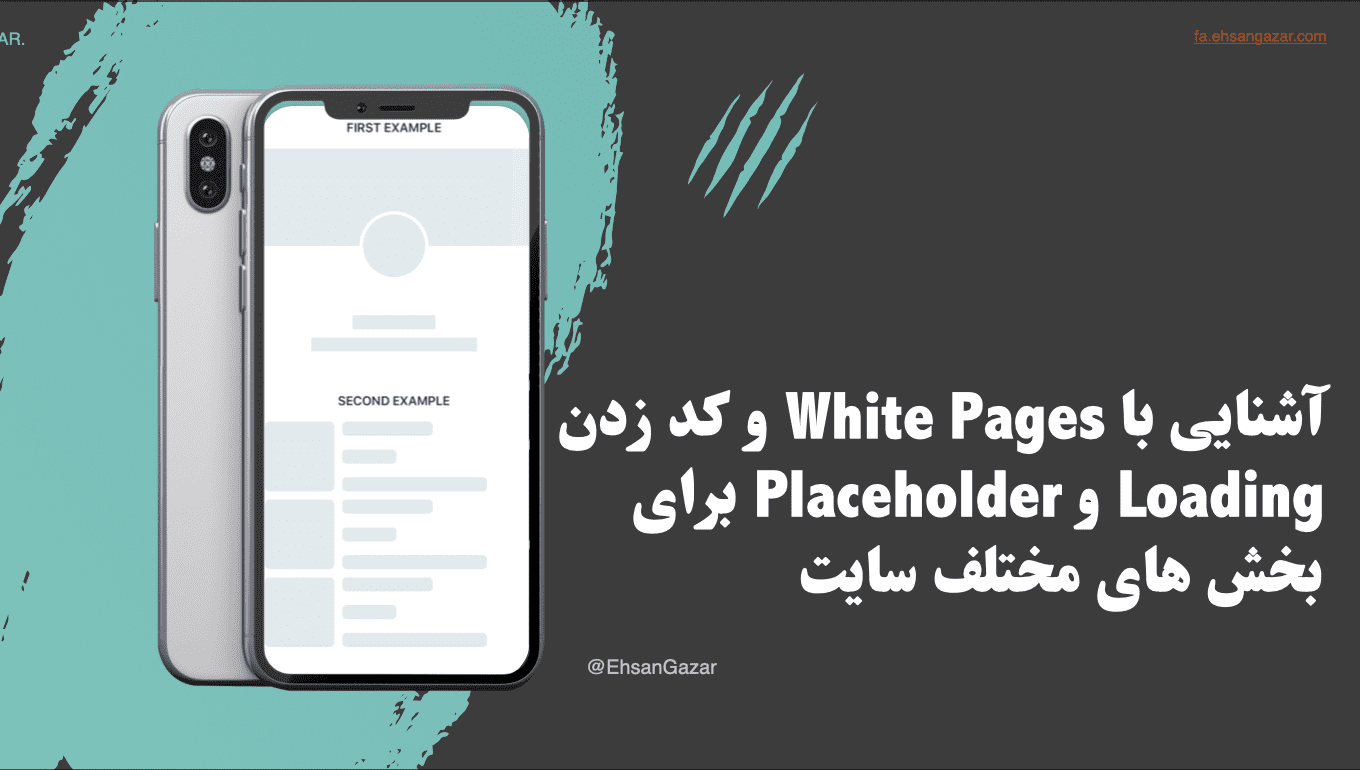 AR.
fa.ehsangazar.com
FIRST EXAMPLE
SECOND EXAMPLE
آشنایی با White Pages و کد زدن
Loading و Placeholder برای
بخش های مختلف سایت
@EhsanGazar